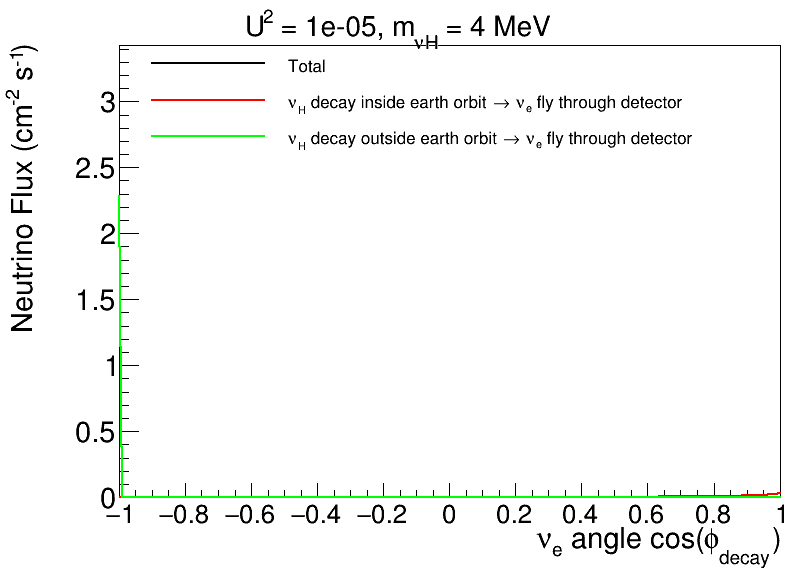 U² = 1e-05, m_νH = 4 MeV
Total
ν_H decay inside earth orbit → ν_e fly through detector
ν_H decay outside earth orbit → ν_e fly through detector
Neutrino Flux (cm⁻² s⁻¹)
3
2.5
2
1.5
1
0.5
0
−1 −0.8 −0.6 −0.4 −0.2 0 0.2 0.4 0.6 0.8 1
ν_e angle cos(ϕ_decay)